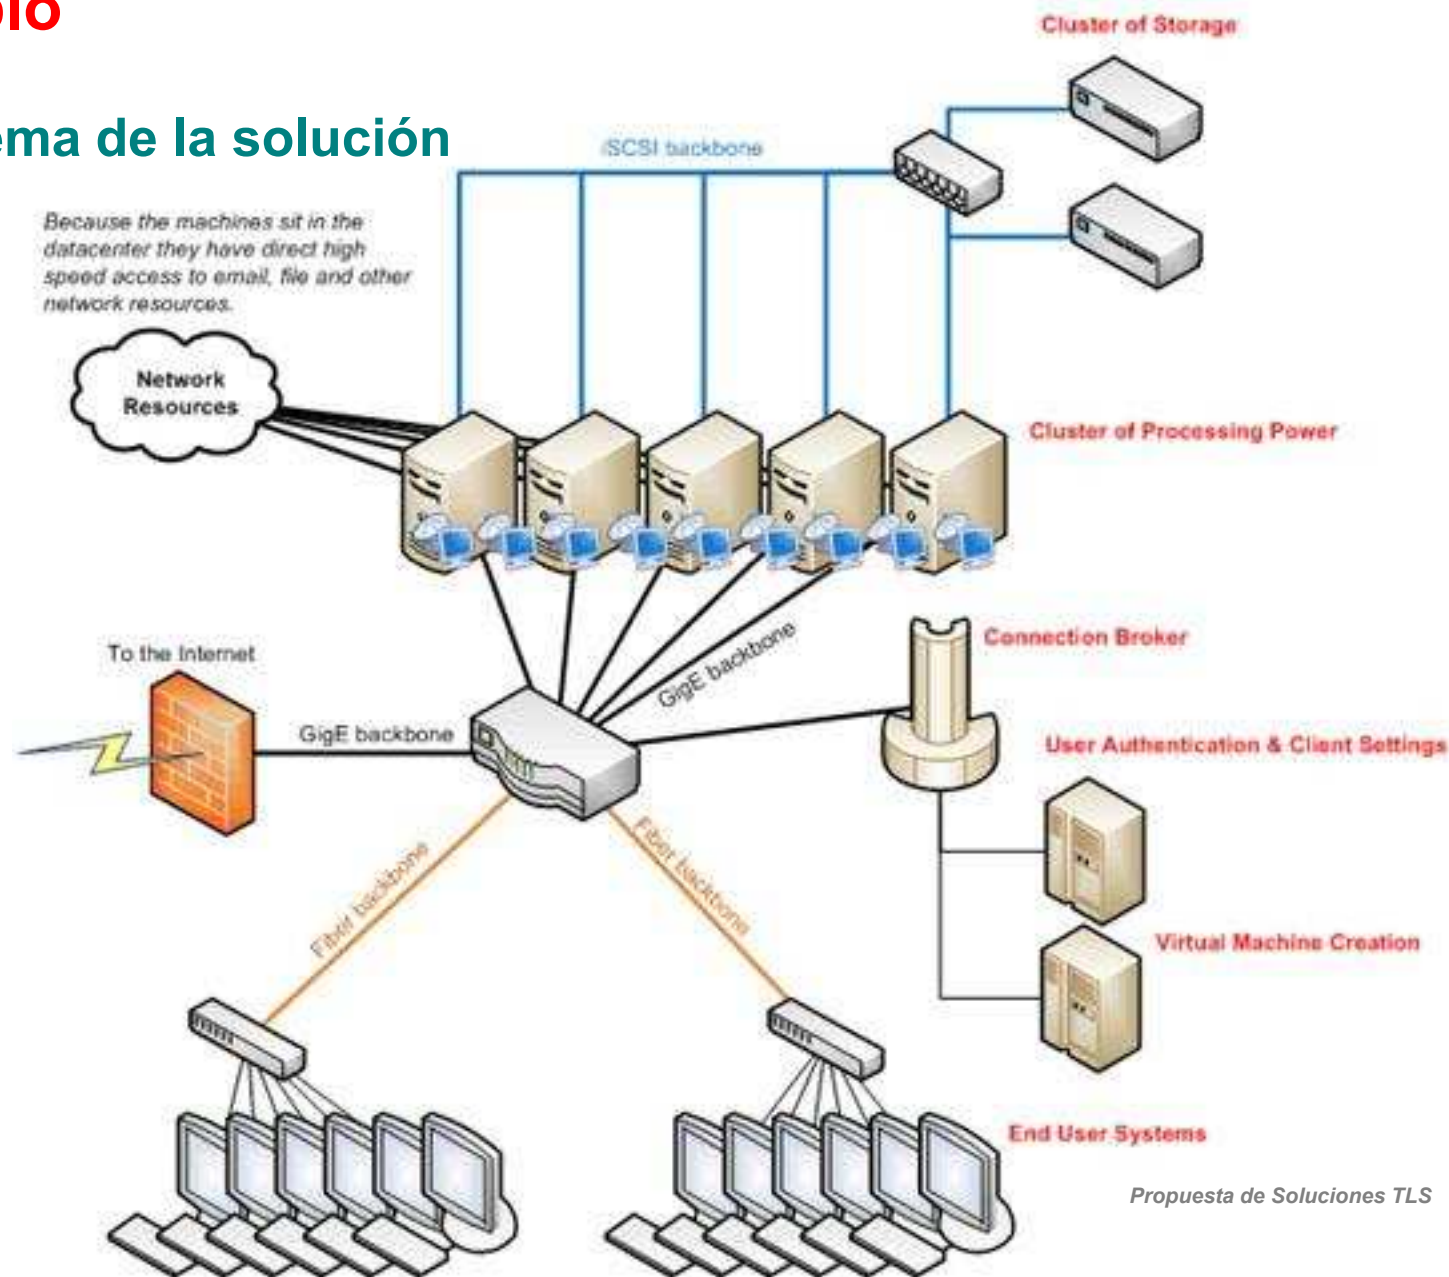 Cluster of Storage
ema de la solución
iSCSI backbone
Because the machines sit in the
datacenter they have direct high
speed access to email, file and other
network resources.
Network
Resources
Cluster of Processing Power
To the Internet
GigE backbone
GigE backbone
Connection Broker
User Authentication & Client Settings
Fiber backbone
Fiber backbone
Virtual Machine Creation
End User Systems
Propuesta de Soluciones TLS